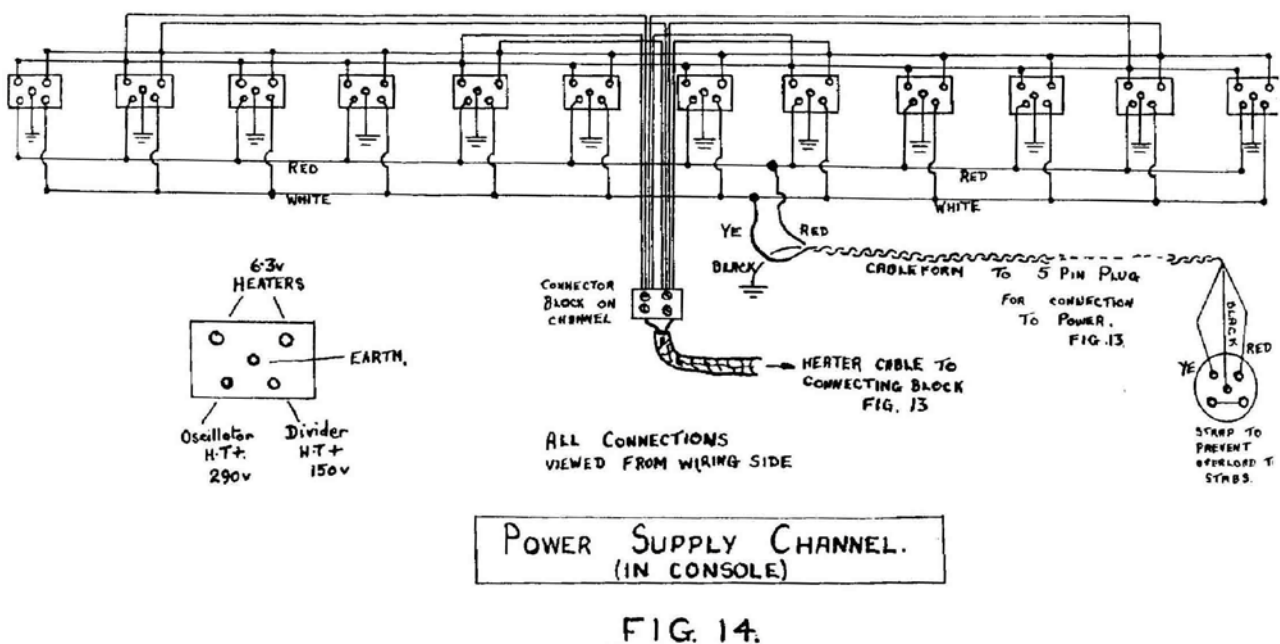 RED
WHITE
RED
WHITE
YE
RED
BLACK
CABLEFORM TO 5 PIN PLUG
FOR CONNECTION
TO POWER.
FIG.13
CONNECTOR
BLOCK ON
CHANNEL
HEATER CABLE TO
CONNECTING BLOCK
FIG. 13
6.3v
HEATERS
EARTH.
Oscillator
H.T+.
290v
Divider
H.T+
150v
ALL CONNECTIONS
VIEWED FROM WIRING SIDE
BLACK
YE
RED
STRAP TO
PREVENT
OVERLOAD T
STABS.
POWER SUPPLY CHANNEL.
(IN CONSOLE)
FIG. 14.